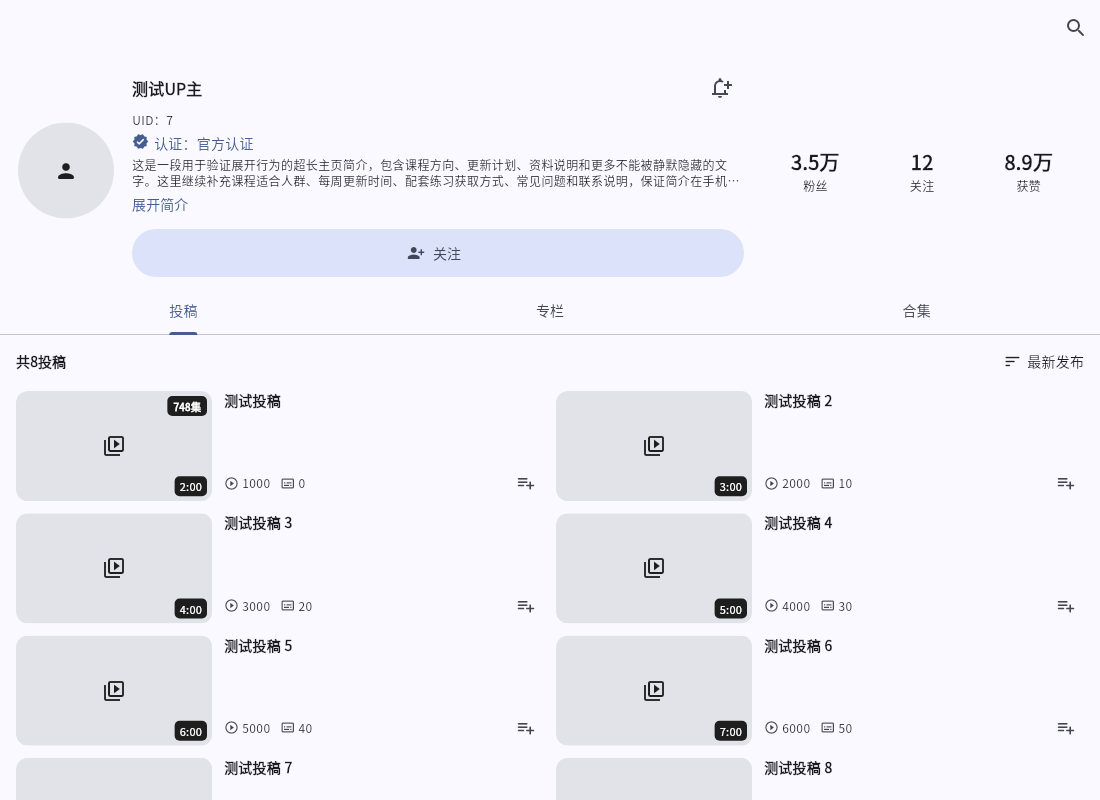 测试UP主
UID：7
认证：官方认证
这是一段用于验证展开行为的超长主页简介，包含课程方向、更新计划、资料说明和更多不能被静默隐藏的文
字。这里继续补充课程适合人群、每周更新时间、配套练习获取方式、常见问题和联系说明，保证简介在手机…
展开简介
3.5万
粉丝
12
关注
8.9万
获赞
关注
投稿
专栏
合集
共8投稿
最新发布
748集
2:00
测试投稿
1000
0
3:00
测试投稿 2
2000
10
4:00
测试投稿 3
3000
20
5:00
测试投稿 4
4000
30
6:00
测试投稿 5
5000
40
7:00
测试投稿 6
6000
50
测试投稿 7
测试投稿 8